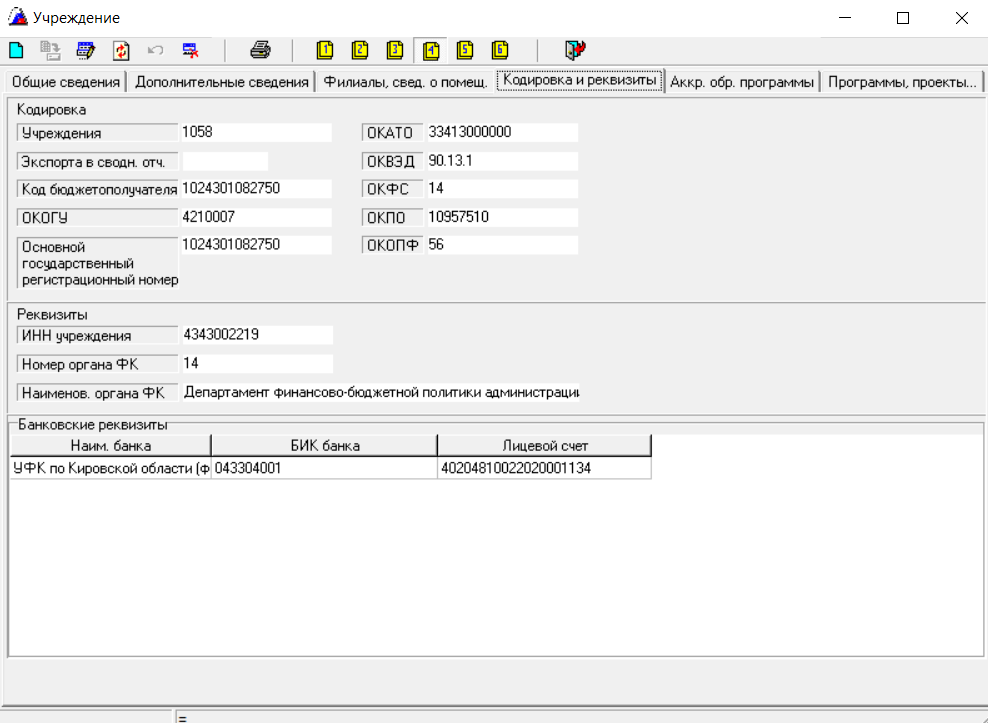 Учреждение
1 2 3 4 5 6
Общие сведения Дополнительные сведения Филиалы, свед. о помещ. Кодировка и реквизиты Аккр. обр. программы Программы, проекты...
Кодировка
Учреждения 1058 ОКАТО 33413000000
Экспорта в сводн. отч. ОКВЭД 90.13.1
Код бюджетополучателя 1024301082750 ОКФС 14
ОКОГУ 4210007 ОКПО 10957510
Основной 1024301082750 ОКОПФ 56
государственный
регистрационный номер
Реквизиты
ИНН учреждения 4343002219
Номер органа ФК 14
Наименов. органа ФК Департамент финансово-бюджетной политики администраци
Банковские реквизиты
Наим. банка БИК банка Лицевой счет
УФК по Кировской области (ф 043304001 40204810022020001134
=